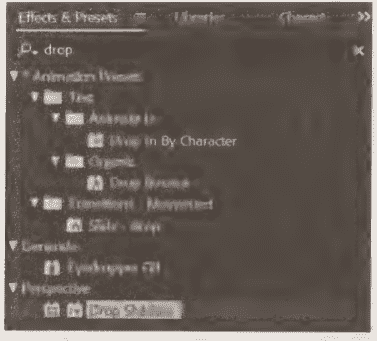 Effects & Presets Libraries Charact
drop
Animation Presets
Text
Animate In
Drop In By Character
Organic
Drop Bounce
Transitions - Movement
Slide - drop
Generate
Eyedropper Fill
Perspective
Drop Shadow